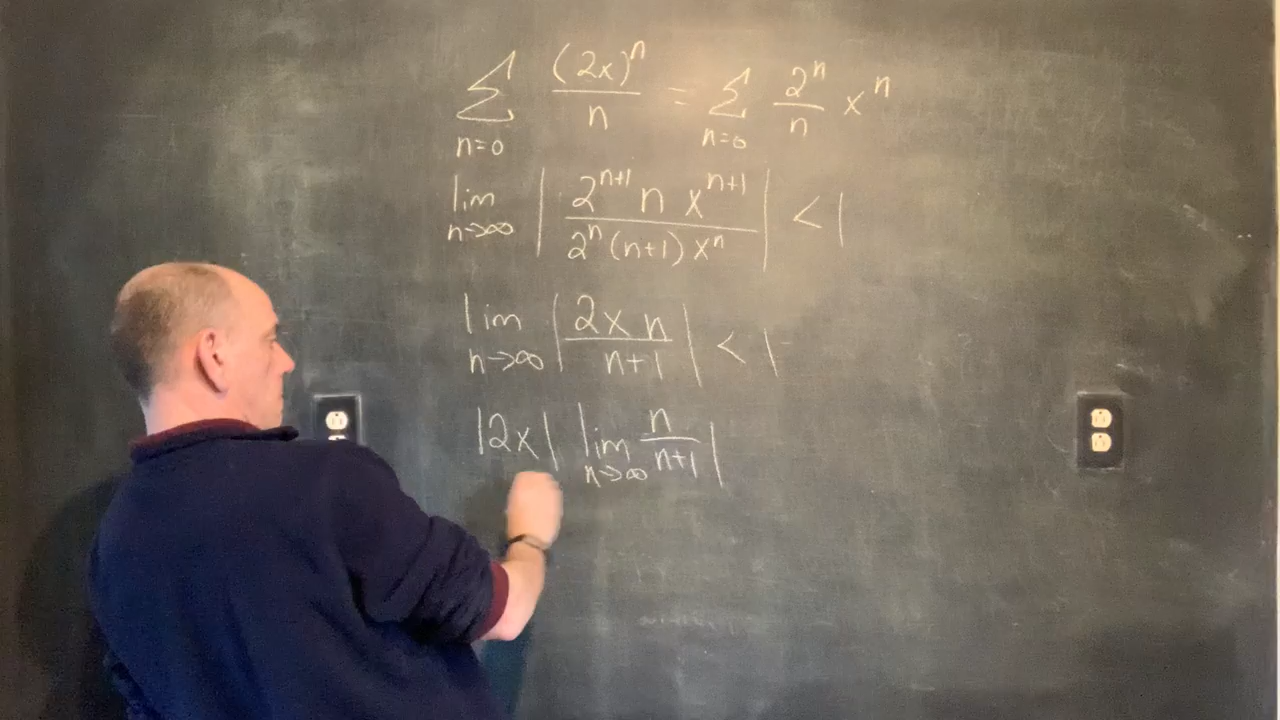 ∑ n=0 (2x)^n / n = ∑ n=0 2^n / n x^n
lim n→∞ | 2^{n+1} n x^{n+1} / 2^n (n+1) x^n | < 1
lim n→∞ | 2x n / n+1 | < 1
|2x| | lim n→∞ n / n+1 |